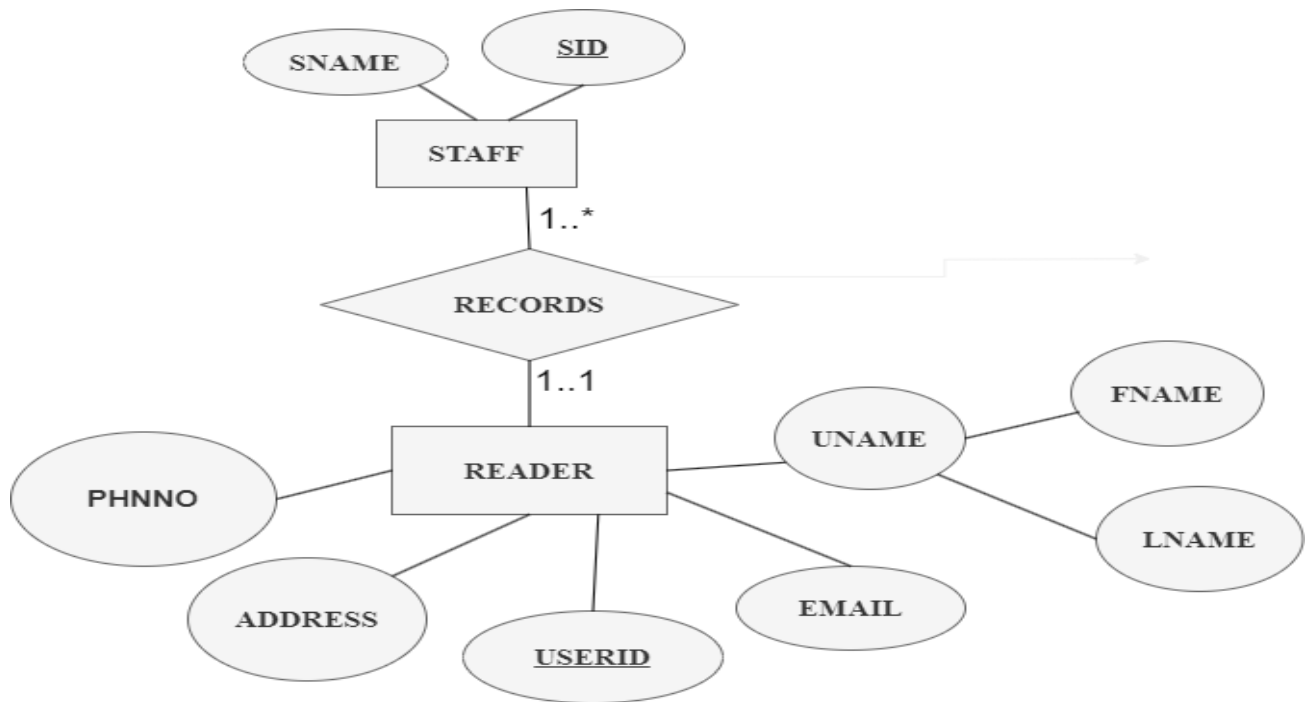 SNAME
SID
STAFF
1..*
RECORDS
1..1
READER
UNAME
FNAME
PHNNO
LNAME
ADDRESS
EMAIL
USERID